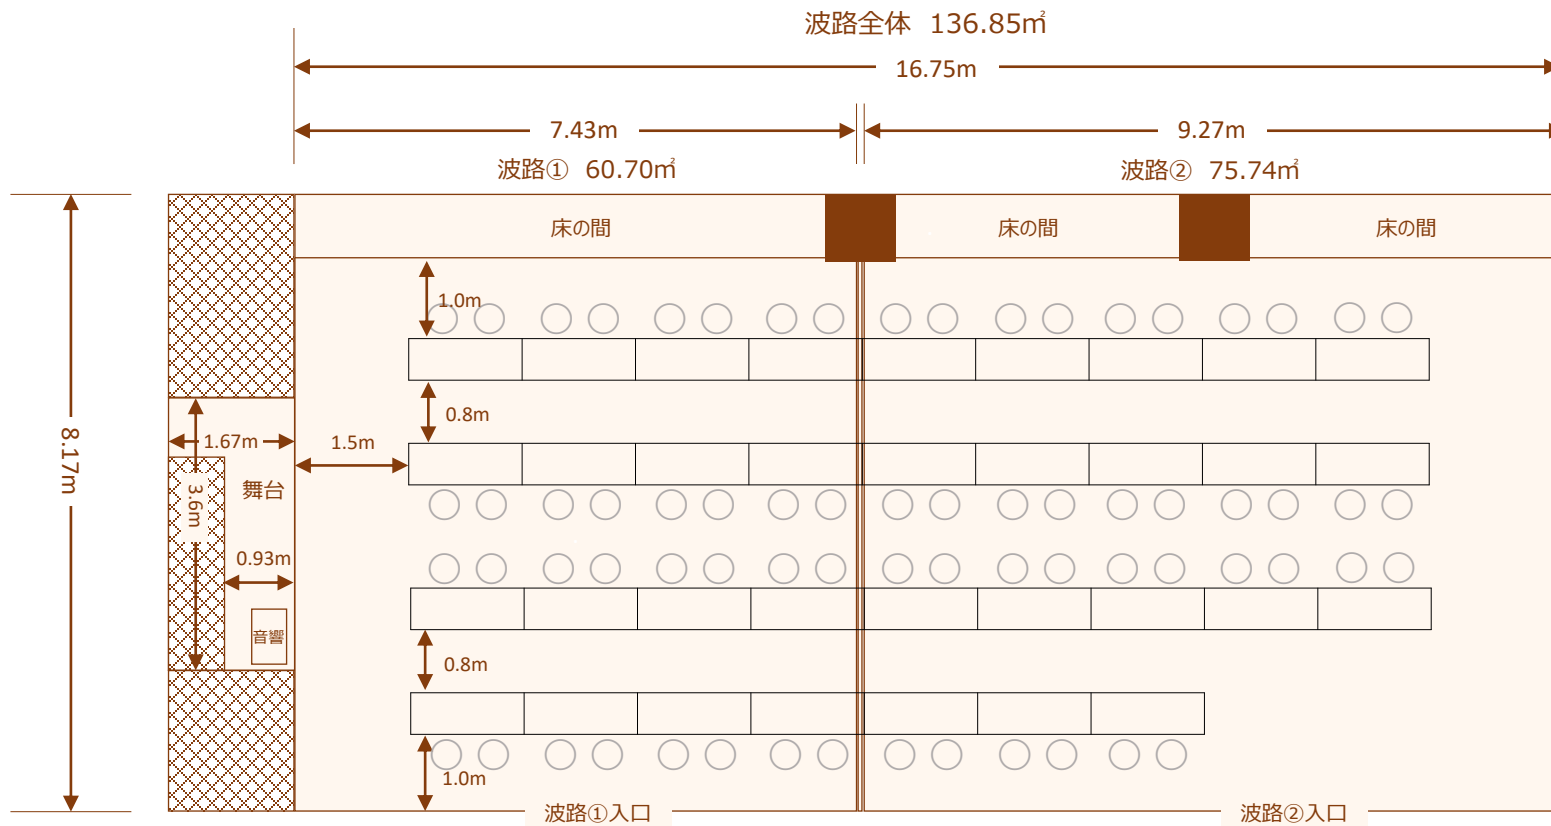 波路全体 136.85㎡
16.75m
7.43m
9.27m
波路① 60.70㎡
波路② 75.74㎡
床の間
床の間
床の間
1.0m
0.8m
1.67m
1.5m
8.17m
3.6m
舞台
0.93m
音響
0.8m
1.0m
波路①入口
波路②入口